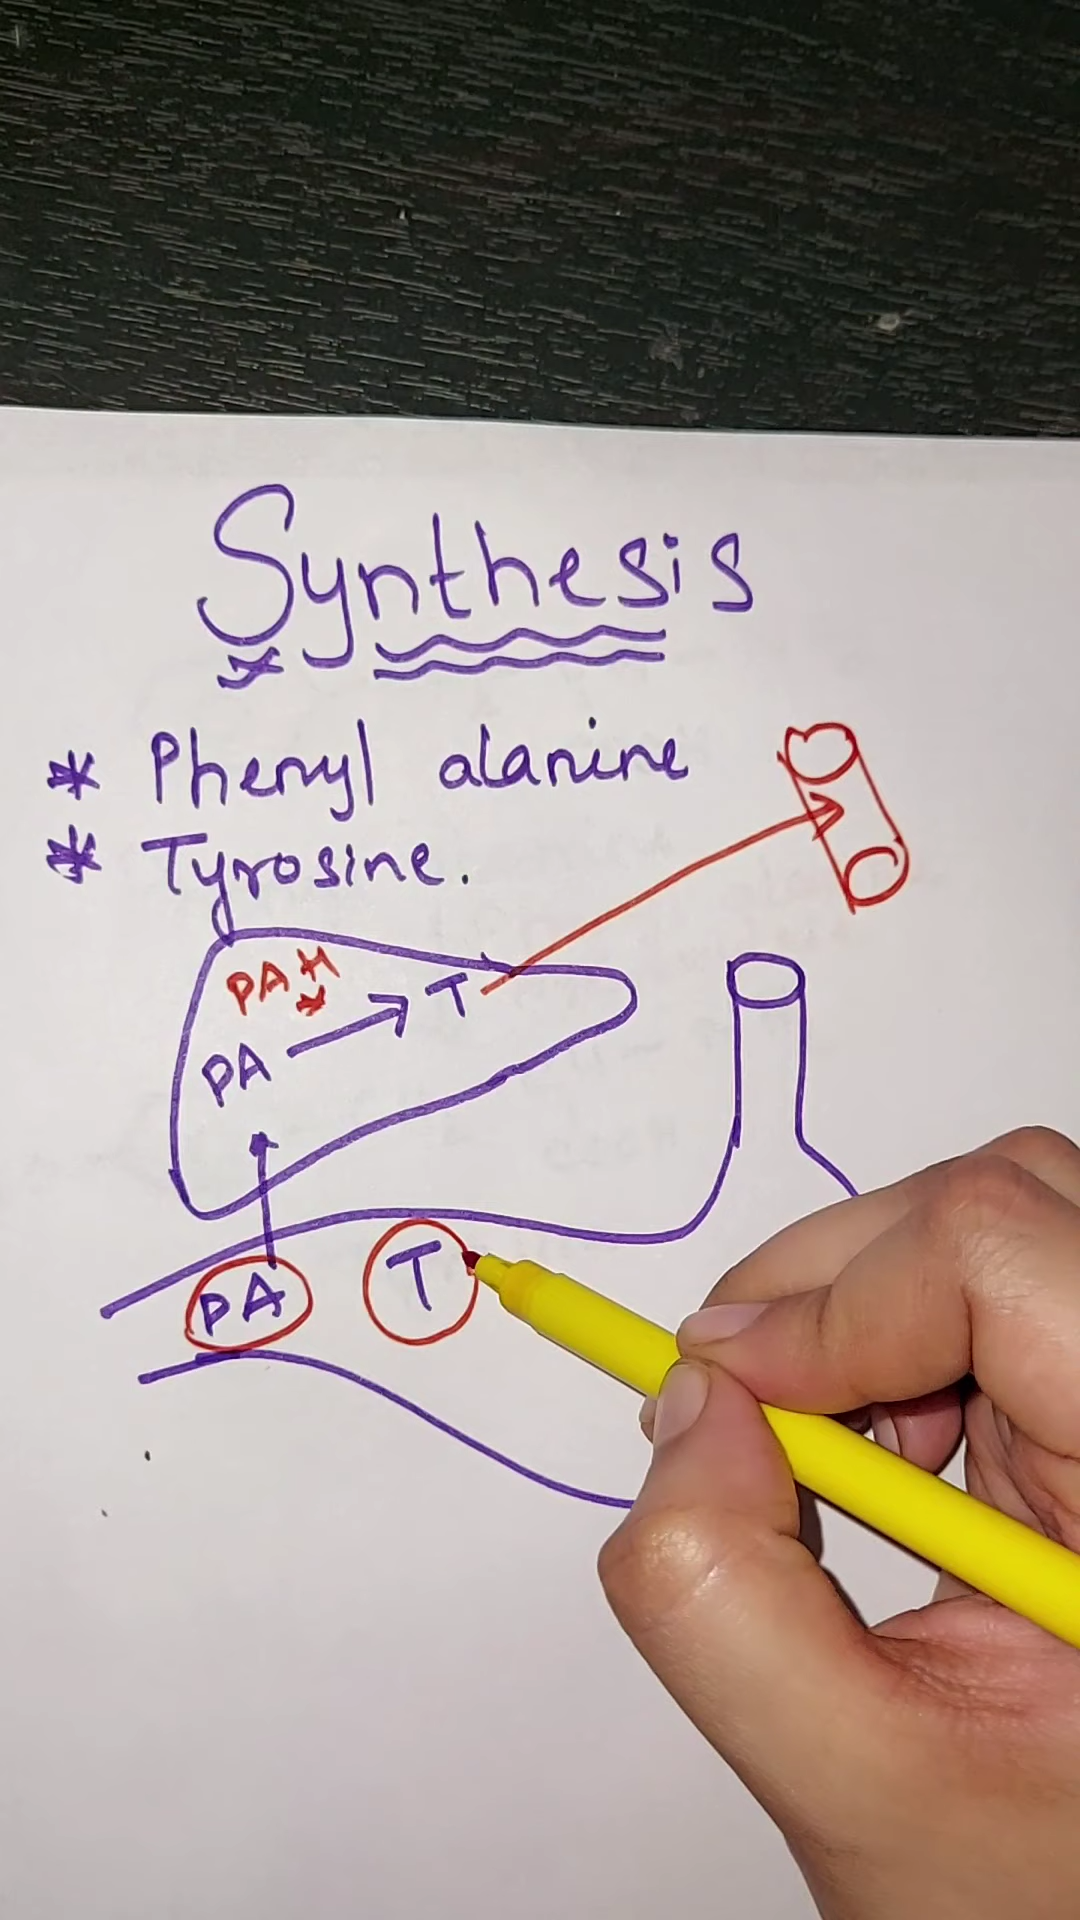 Synthesis
* Phenyl alanine
* Tyrosine.
PAH
PA → T
PA T